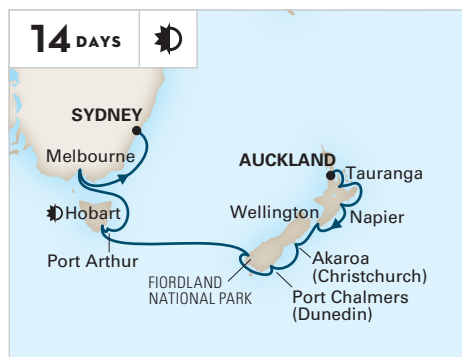 14 DAYS
SYDNEY
Melbourne
AUCKLAND
Tauranga
Hobart
Wellington
Napier
Port Arthur
Akaroa
(Christchurch)
FIORDLAND
NATIONAL PARK
Port Chalmers
(Dunedin)